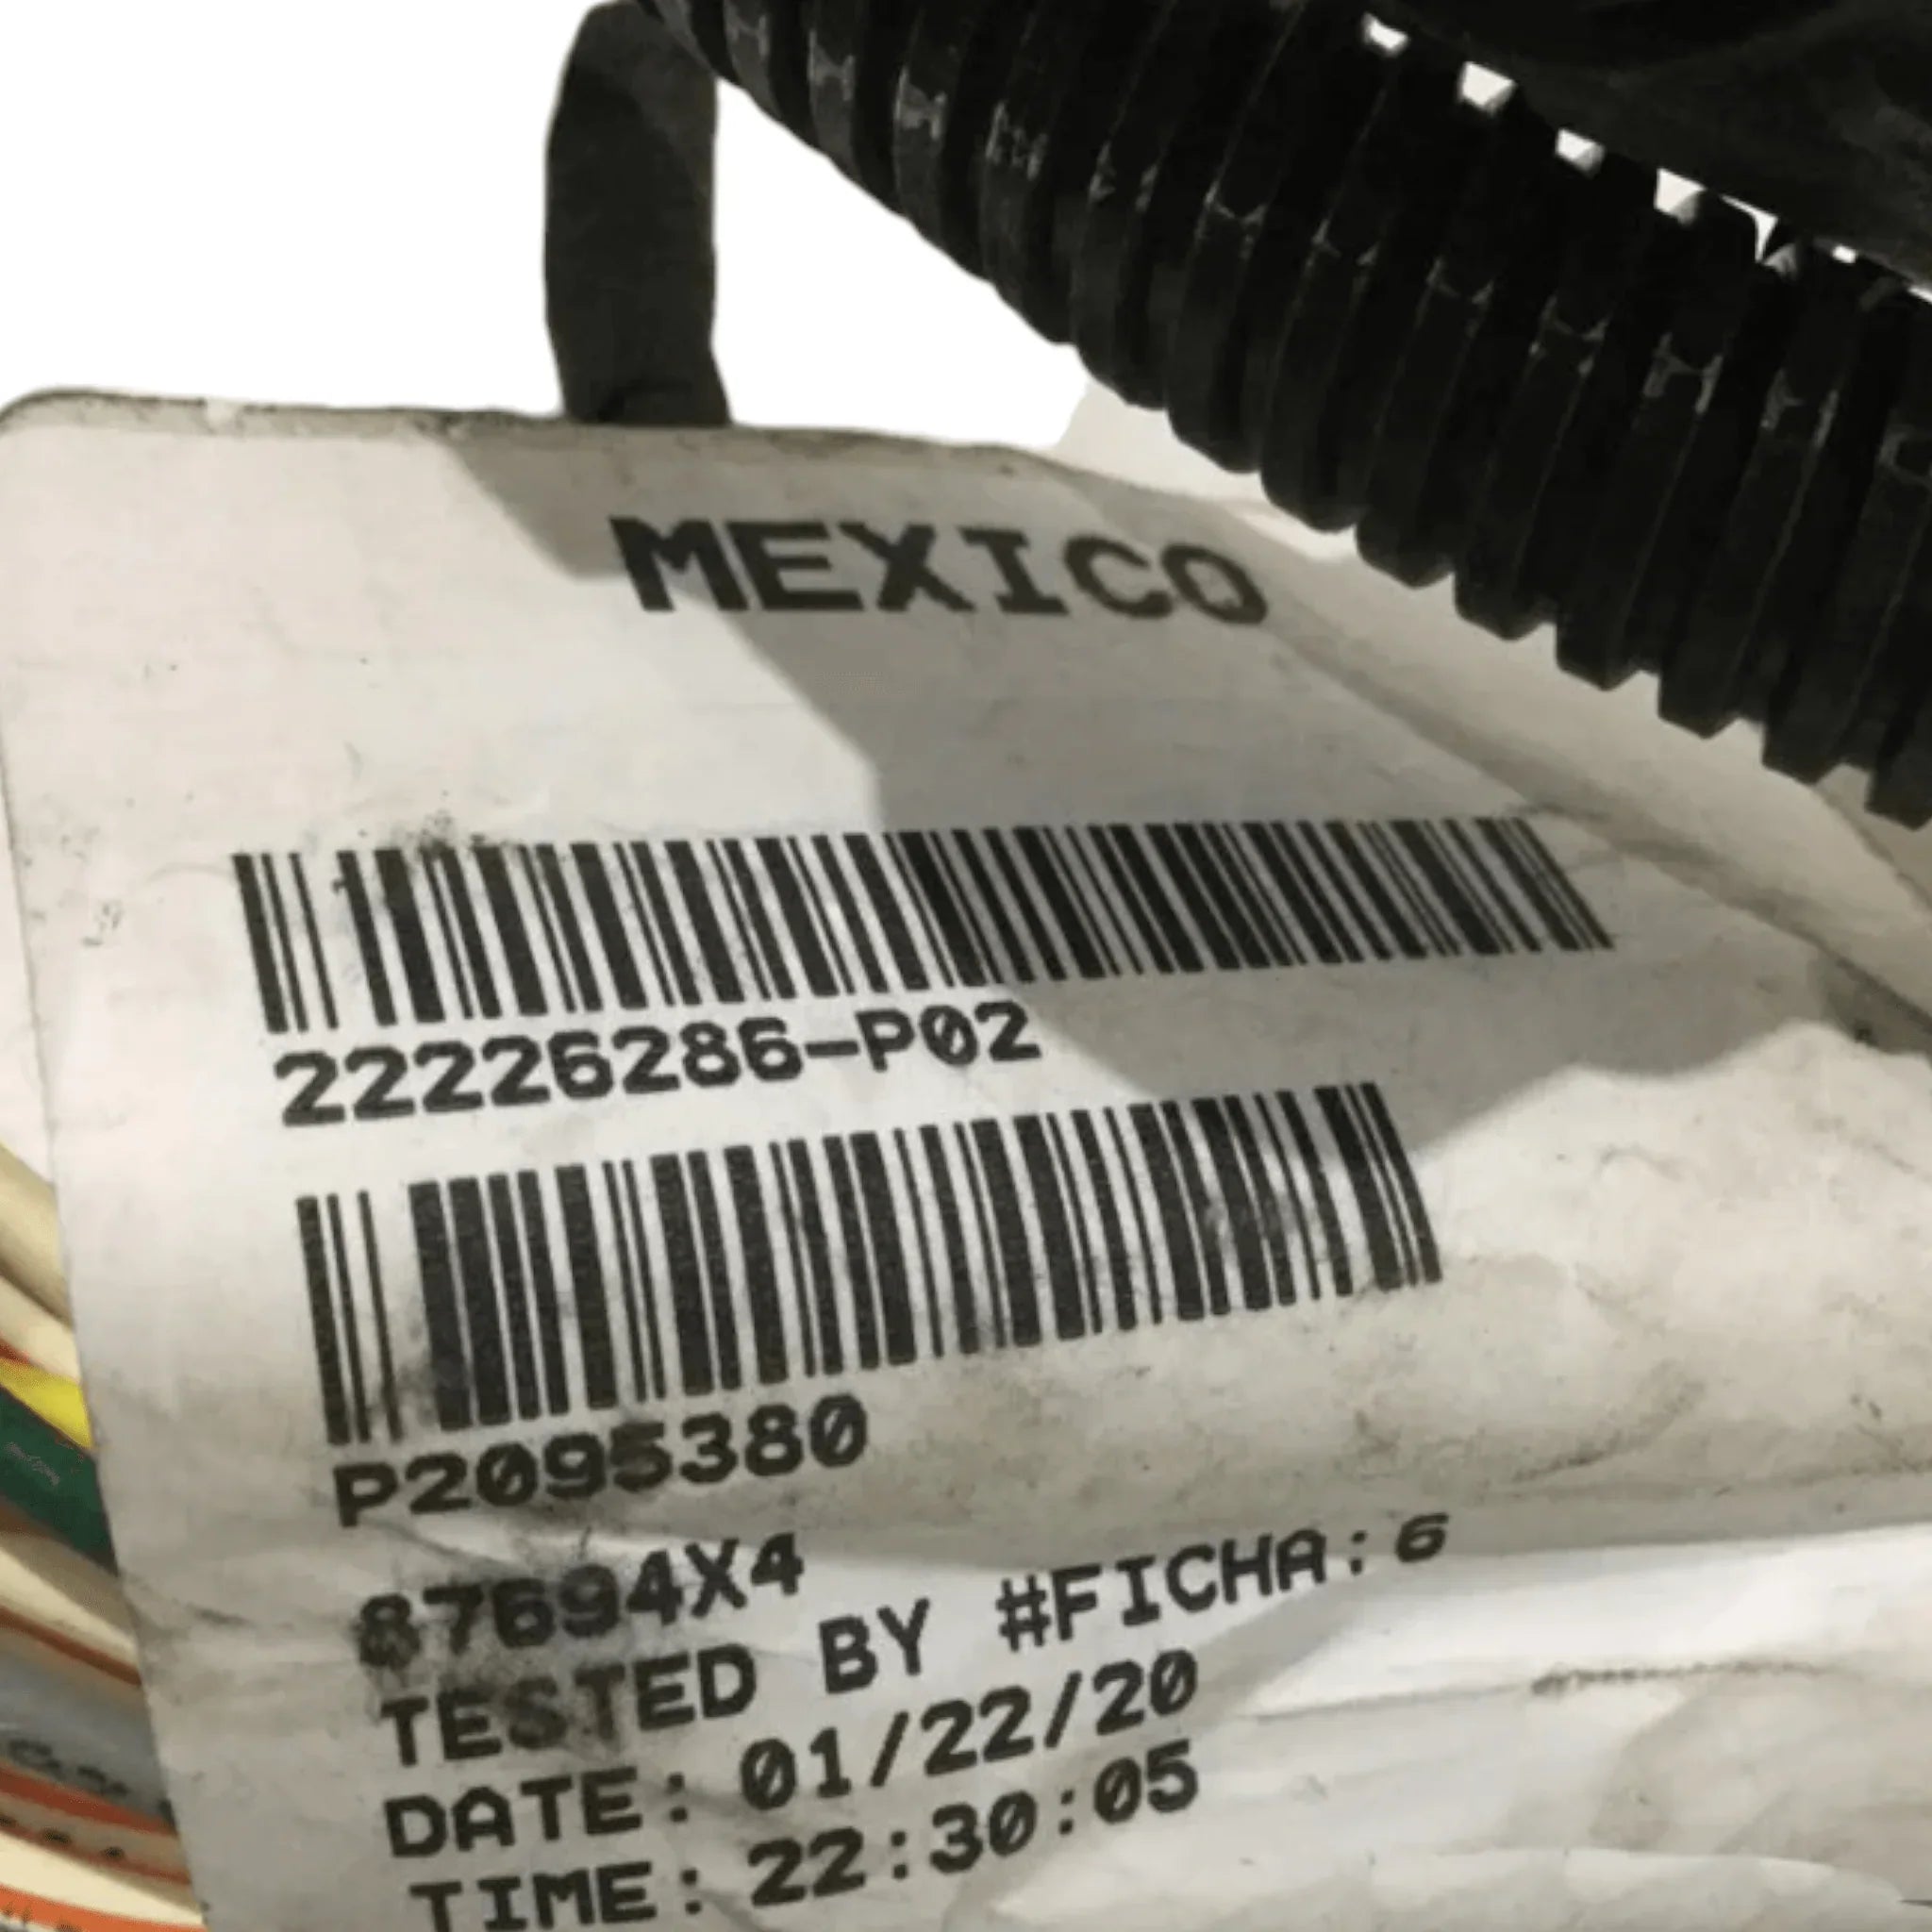 MEXICO
22226286-P02
P2095380
87694X4
TESTED BY #FICHA: 6
DATE: 01/22/20
TIME: 22:30:05